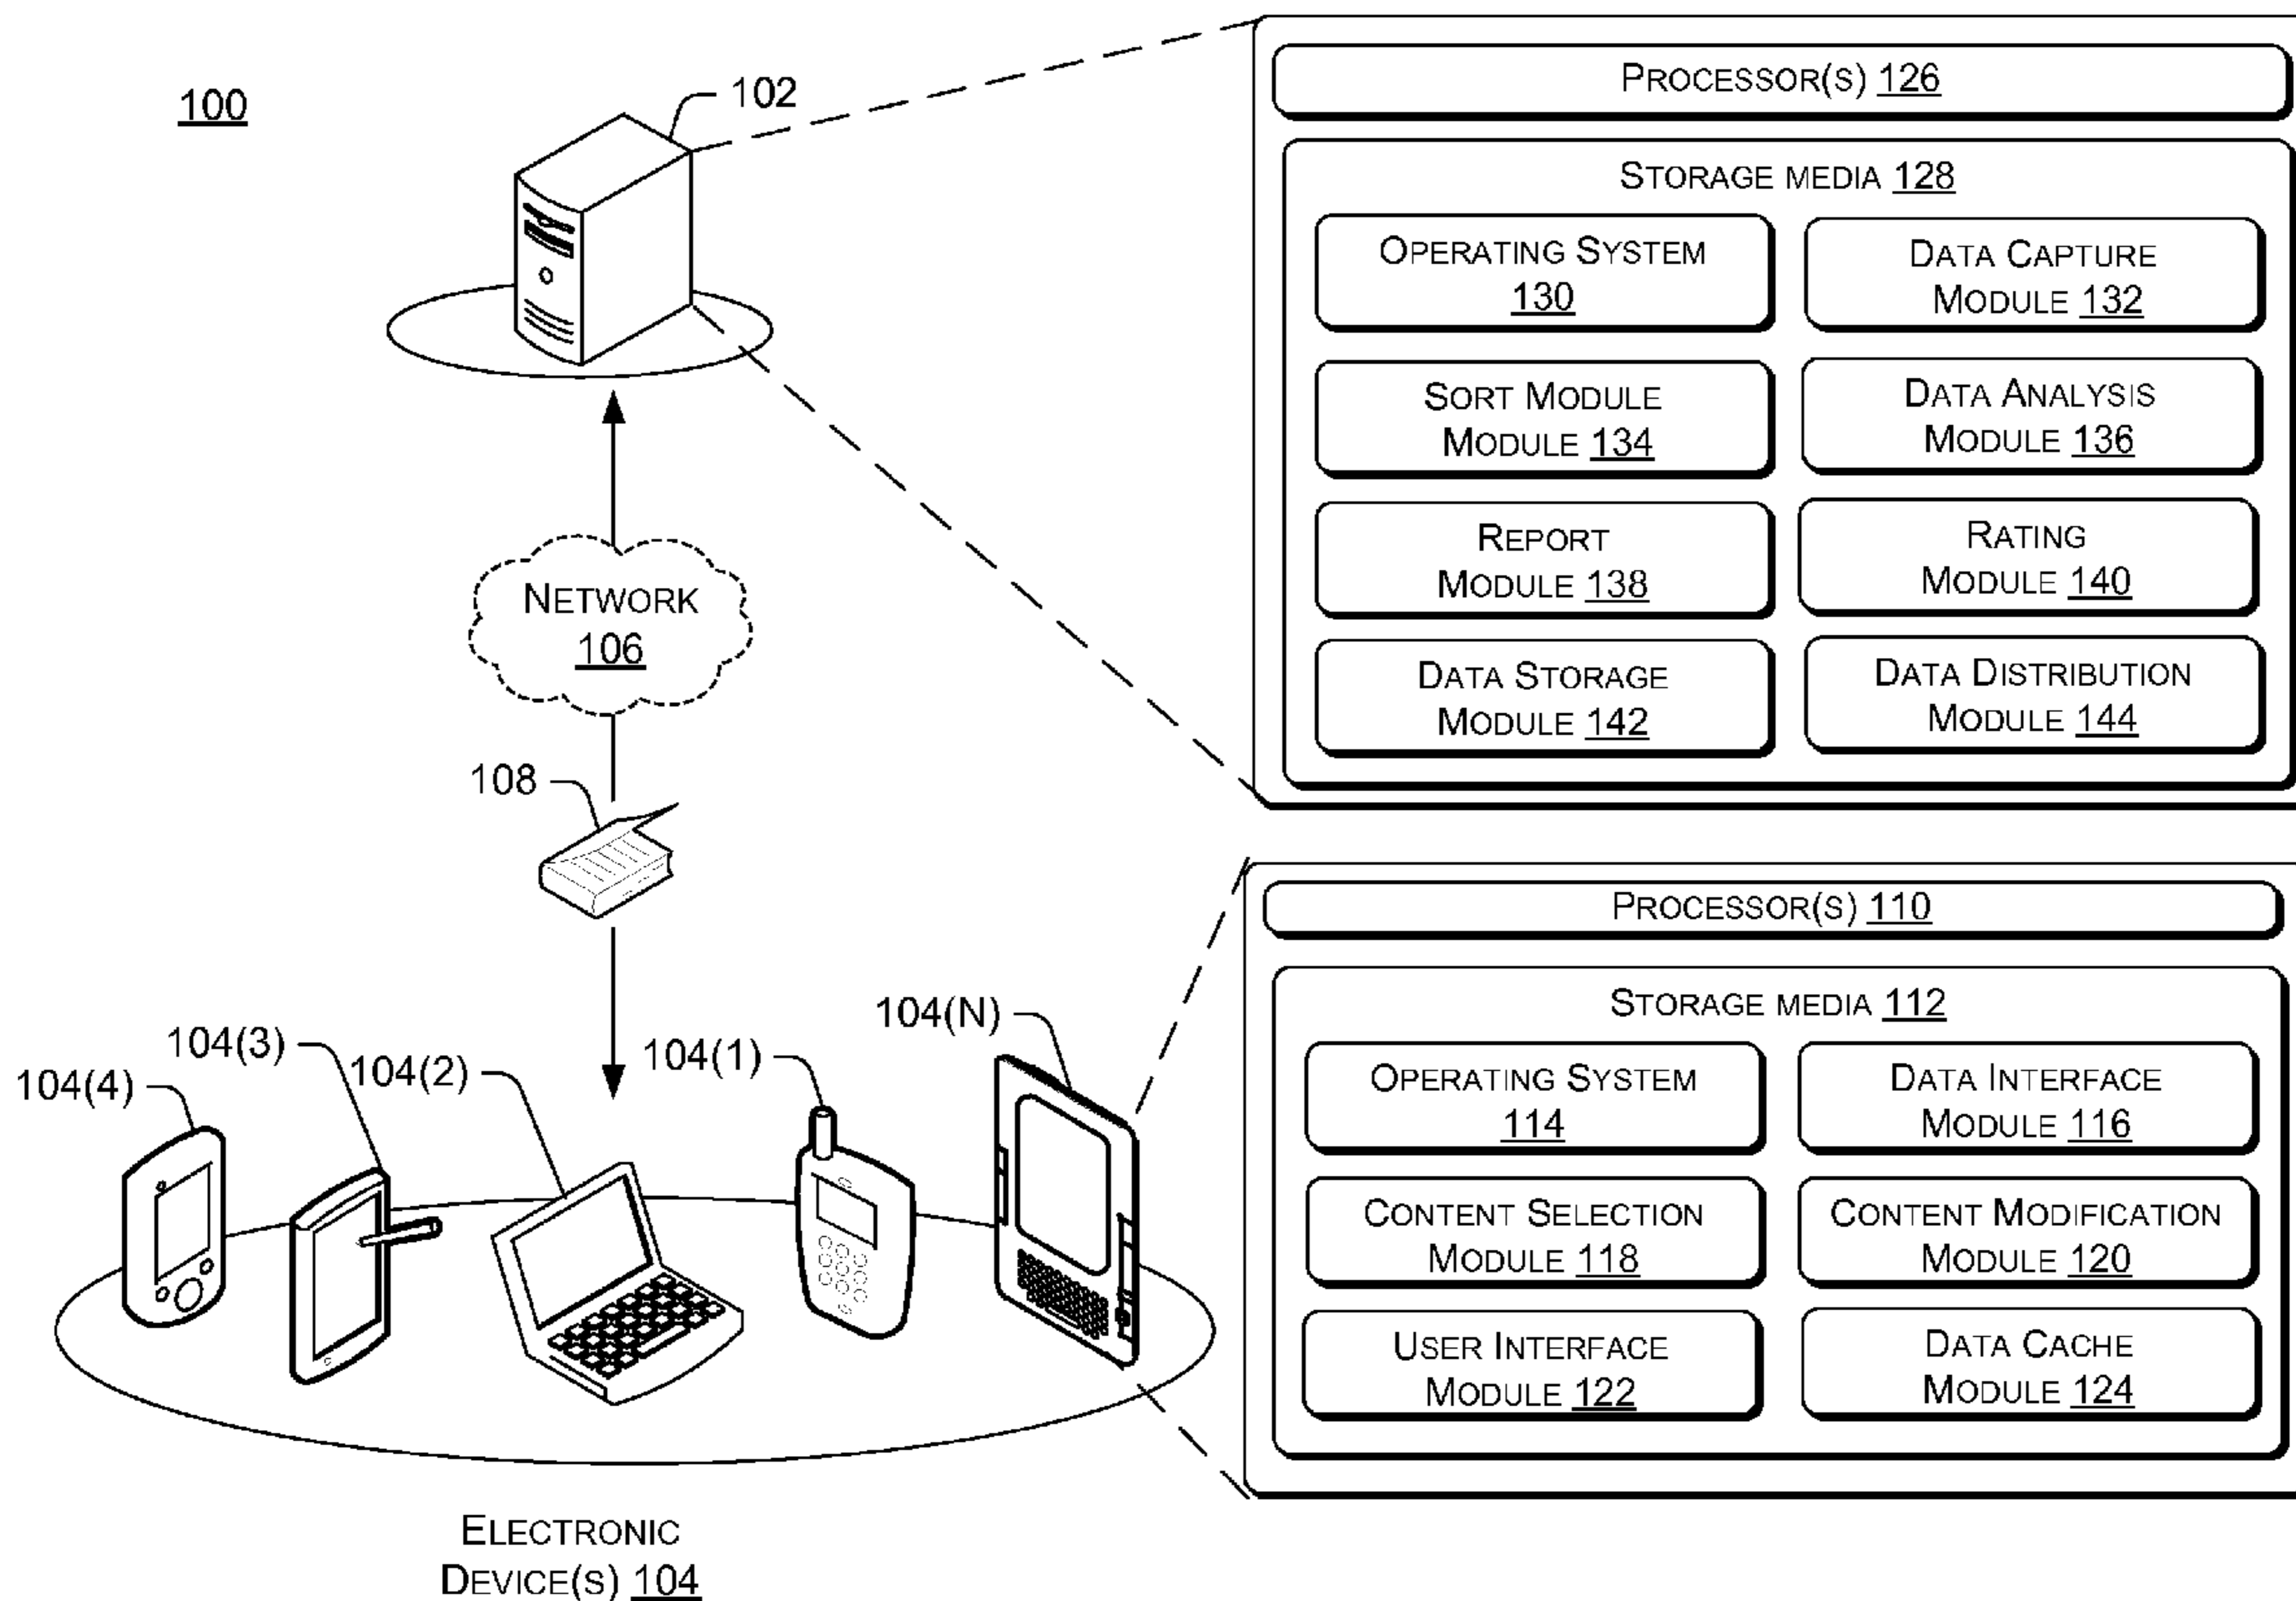 100
102
PROCESSOR(S) 126
STORAGE MEDIA 128
OPERATING SYSTEM
130
DATA CAPTURE
MODULE 132
SORT MODULE
MODULE 134
DATA ANALYSIS
MODULE 136
REPORT
MODULE 138
RATING
MODULE 140
DATA STORAGE
MODULE 142
DATA DISTRIBUTION
MODULE 144
NETWORK
106
108
PROCESSOR(S) 110
STORAGE MEDIA 112
OPERATING SYSTEM
114
DATA INTERFACE
MODULE 116
CONTENT SELECTION
MODULE 118
CONTENT MODIFICATION
MODULE 120
USER INTERFACE
MODULE 122
DATA CACHE
MODULE 124
104(4)
104(3)
104(2)
104(1)
104(N)
ELECTRONIC
DEVICE(S) 104